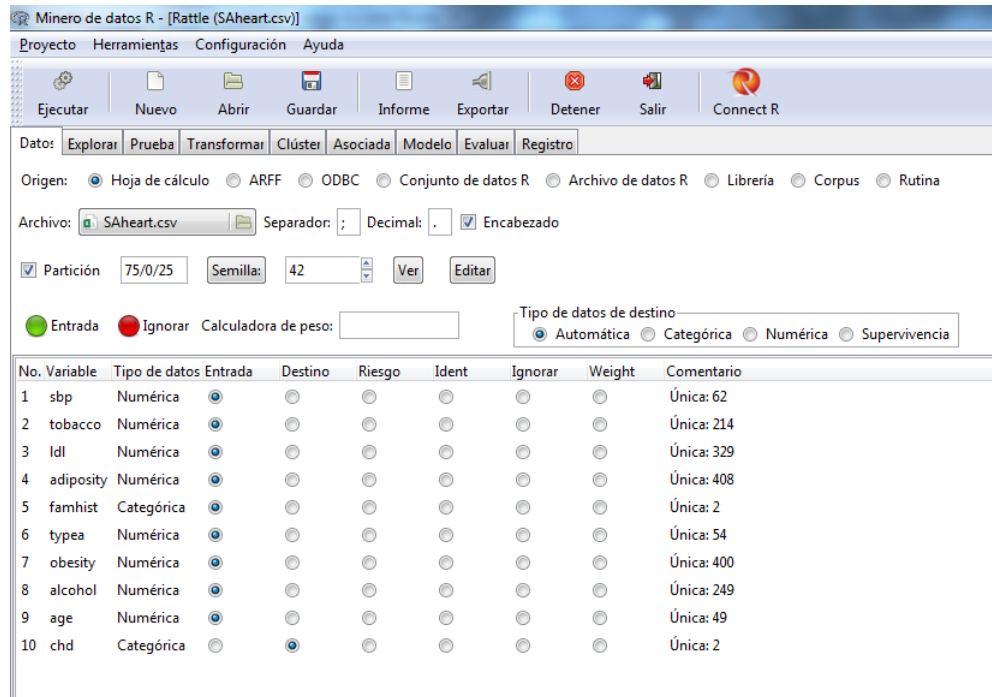 Minero de datos R - [Rattle (SAheart.csv)]
Proyecto Herramientas Configuración Ayuda
Ejecutar Nuevo Abrir Guardar Informe Exportar Detener Salir Connect R
Datos Explorar Prueba Transformar Clúster Asociada Modelo Evaluar Registro
Origen: Hoja de cálculo ARFF ODBC Conjunto de datos R Archivo de datos R Librería Corpus Rutina
Archivo: SAheart.csv Separador: ; Decimal: . Encabezado
Partición 75/0/25 Semilla: 42 Ver Editar
Tipo de datos de destino
Entrada Ignorar Calculadora de peso: Automática Categórica Numérica Supervivencia
No. Variable Tipo de datos Entrada Destino Riesgo Ident Ignorar Weight Comentario
1 sbp Numérica Única: 62
2 tobacco Numérica Única: 214
3 ldl Numérica Única: 329
4 adiposity Numérica Única: 408
5 famhist Categórica Única: 2
6 typea Numérica Única: 54
7 obesity Numérica Única: 400
8 alcohol Numérica Única: 249
9 age Numérica Única: 49
10 chd Categórica Única: 2